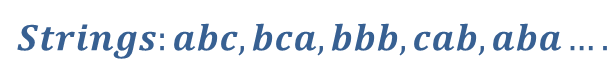 Strings: abc, bca, bbb, cab, aba ... .